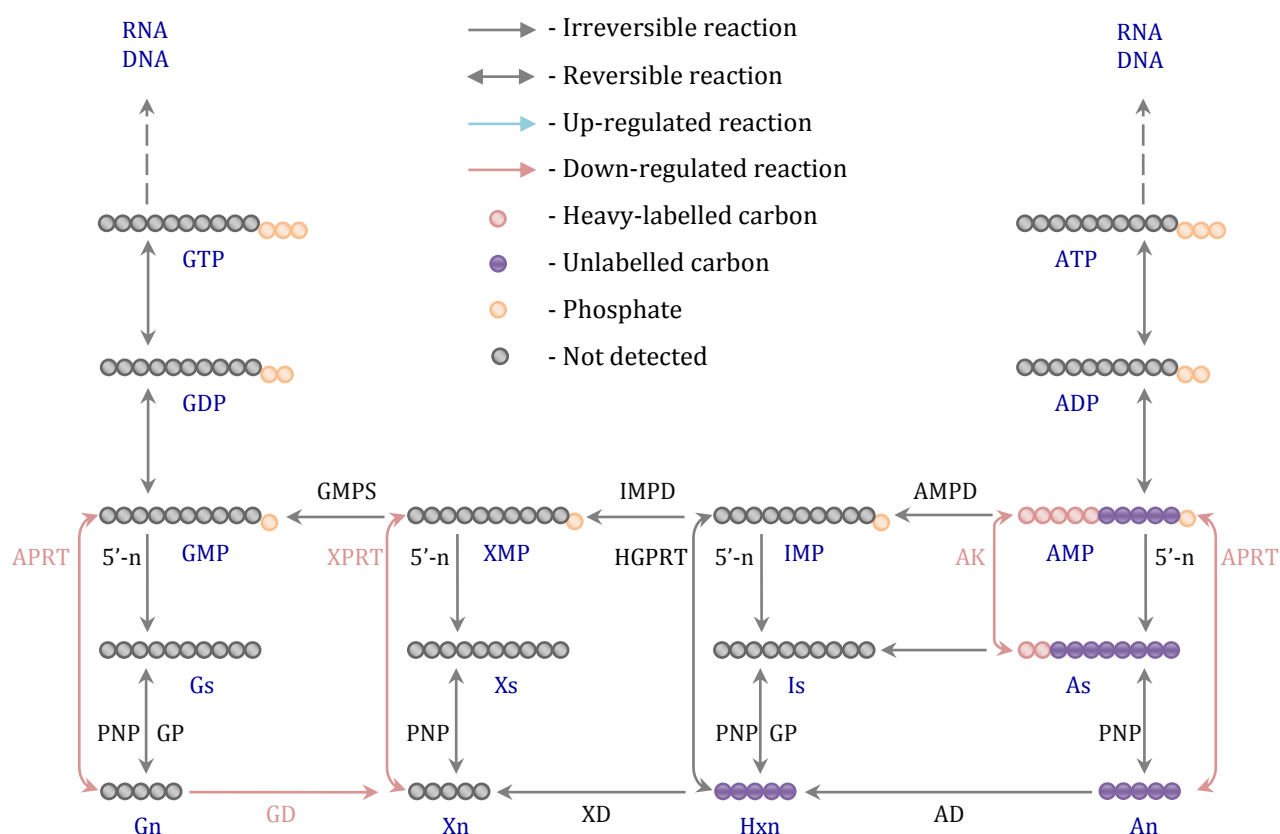 RNA
DNA
- Irreversible reaction
- Reversible reaction
- Up-regulated reaction
- Down-regulated reaction
- Heavy-labelled carbon
- Unlabelled carbon
- Phosphate
- Not detected
RNA
DNA
GTP
ATP
GDP
ADP
GMPS
IMPD
AMPD
APRT
5’-n
GMP
XPRT
5’-n
XMP
HGPRT
5’-n
IMP
AK
AMP
5’-n
APRT
Gs
Xs
Is
As
PNP
GP
PNP
PNP
GP
PNP
GD
XD
AD
Gn
Xn
Hxn
An